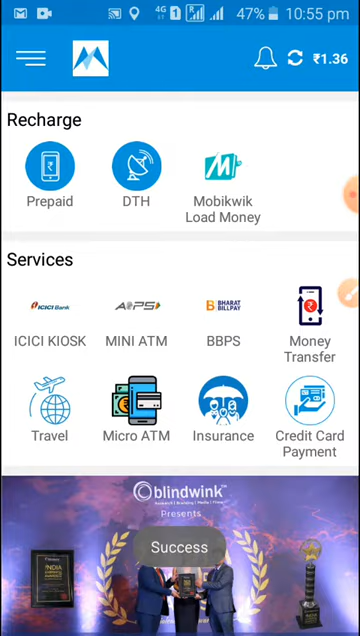 4G
1
R
47%
10:55 pm
₹1.36
Recharge
Prepaid
DTH
Mobikwik
Load Money
Services
ICICI Bank
BHARAT
BILLPAY
ICICI KIOSK
MINI ATM
BBPS
Money
Transfer
Travel
Micro ATM
Insurance
Credit Card
Payment
blindwink
Presents
INDIA
Success